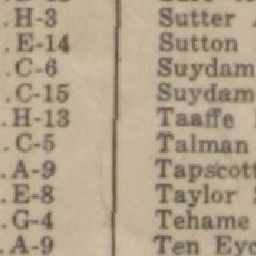 .H-3
.E-14
.C-6
.C-15
.H-13
.C-5
.A-9
.E-8
.G-4
.A-9
Sutter
Sutton
Suydam
Suydam
Taaffe
Talman
Tapscott
Taylor
Tehame
Ten Eyc